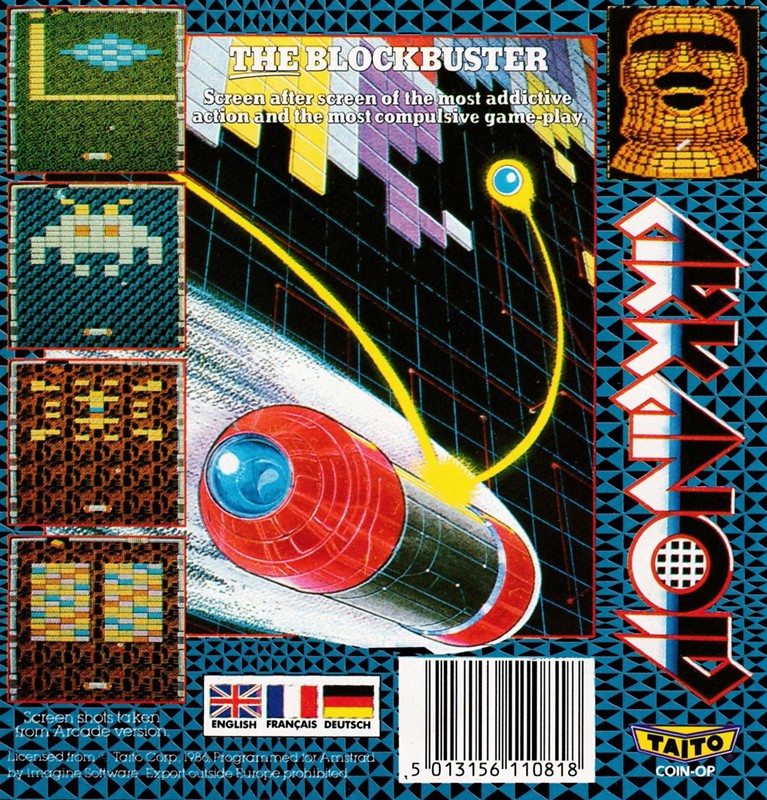 THE BLOCKBUSTER
Screen after screen of the most addictive
action and the most compulsive game-play.
ARKANOID
Screen shots taken
from Arcade version.
ENGLISH FRANÇAIS DEUTSCH
Licensed from Taito Corp, 1986, Programmed for Amstrad
by Imagine Software. Export outside Europe prohibited.
5 013156 110818
TAITO
COIN-OP